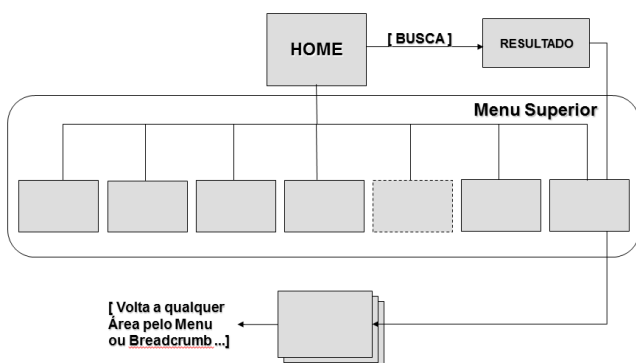 HOME
[ BUSCA ]
RESULTADO
Menu Superior
[ Volta a qualquer
Área pelo Menu
ou Breadcrumb ...]